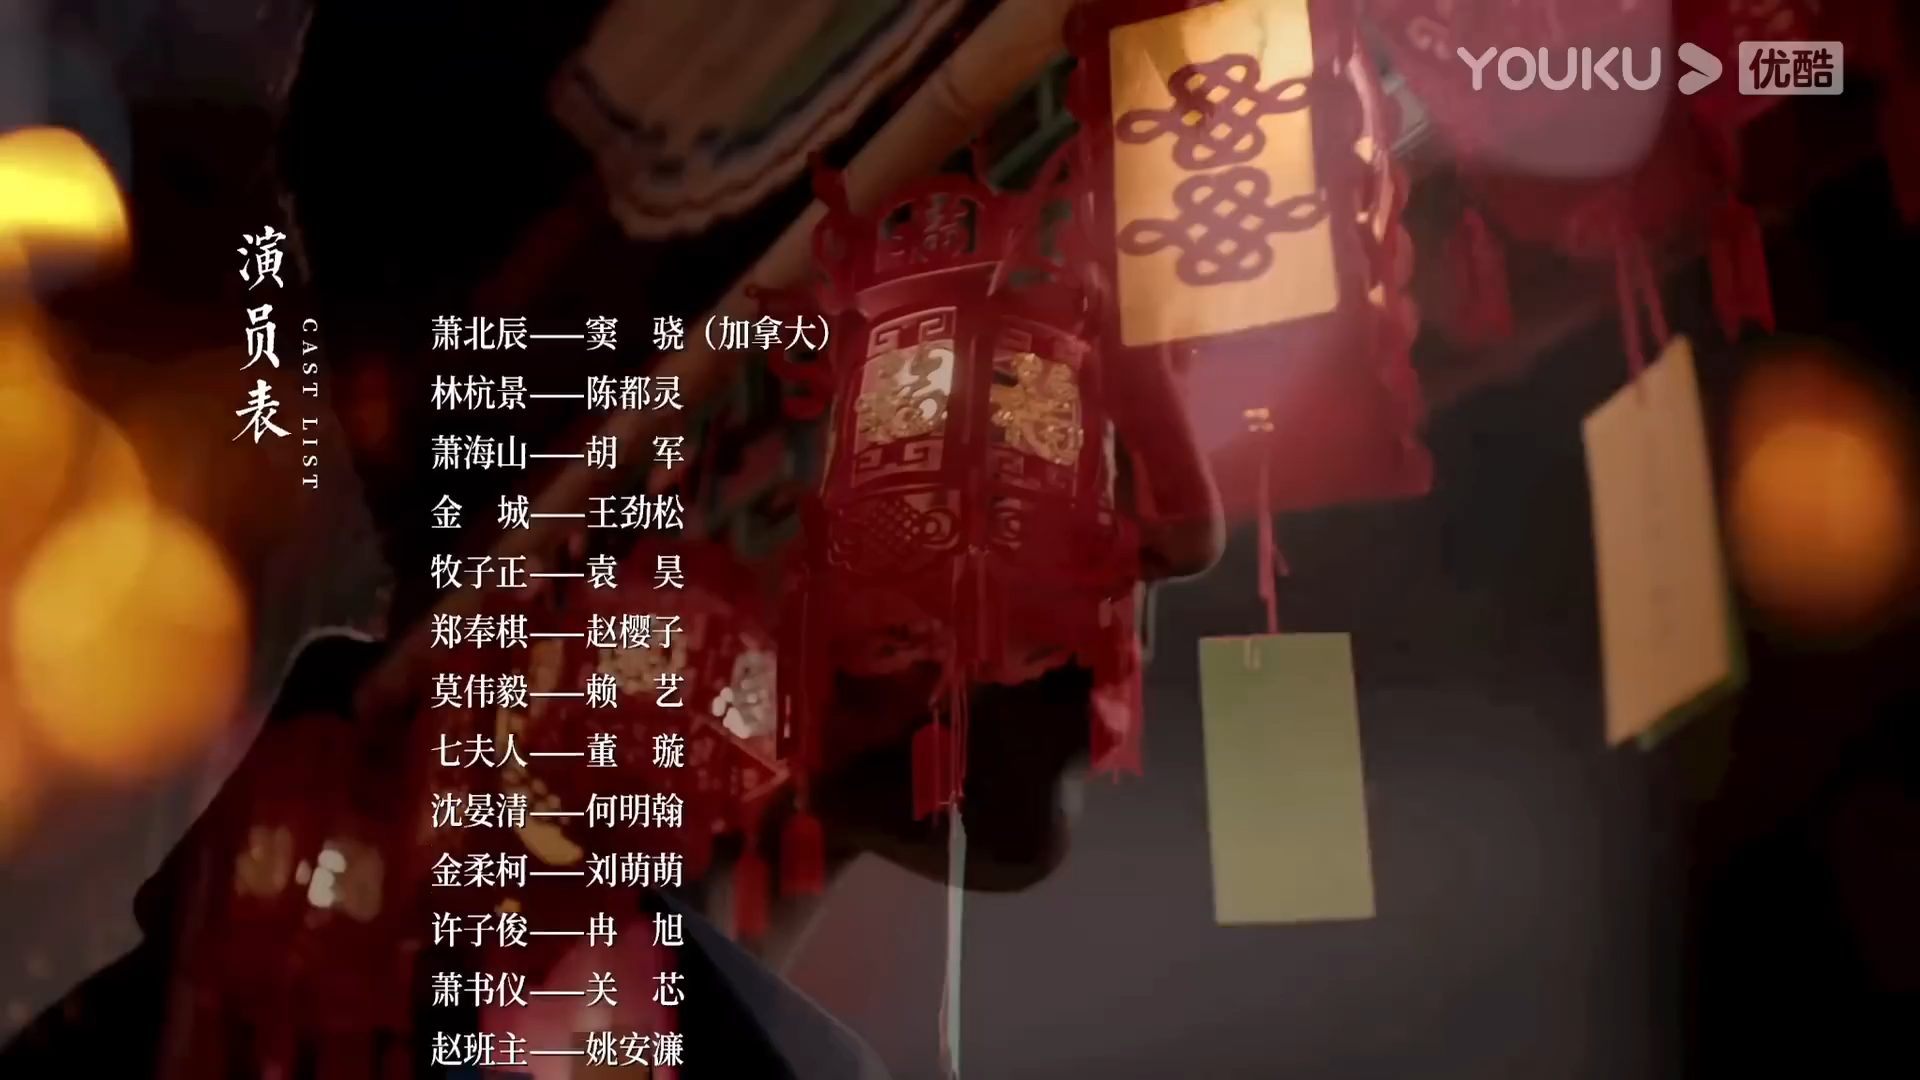 YOUKU 优酷
演员表
CAST LIST
萧北辰——窦　骁（加拿大）
林杭景——陈都灵
萧海山——胡　军
金　城——王劲松
牧子正——袁　昊
郑奉棋——赵樱子
莫伟毅——赖　艺
七夫人——董　璇
沈晏清——何明翰
金柔柯——刘萌萌
许子俊——冉　旭
萧书仪——关　芯
赵班主——姚安濂